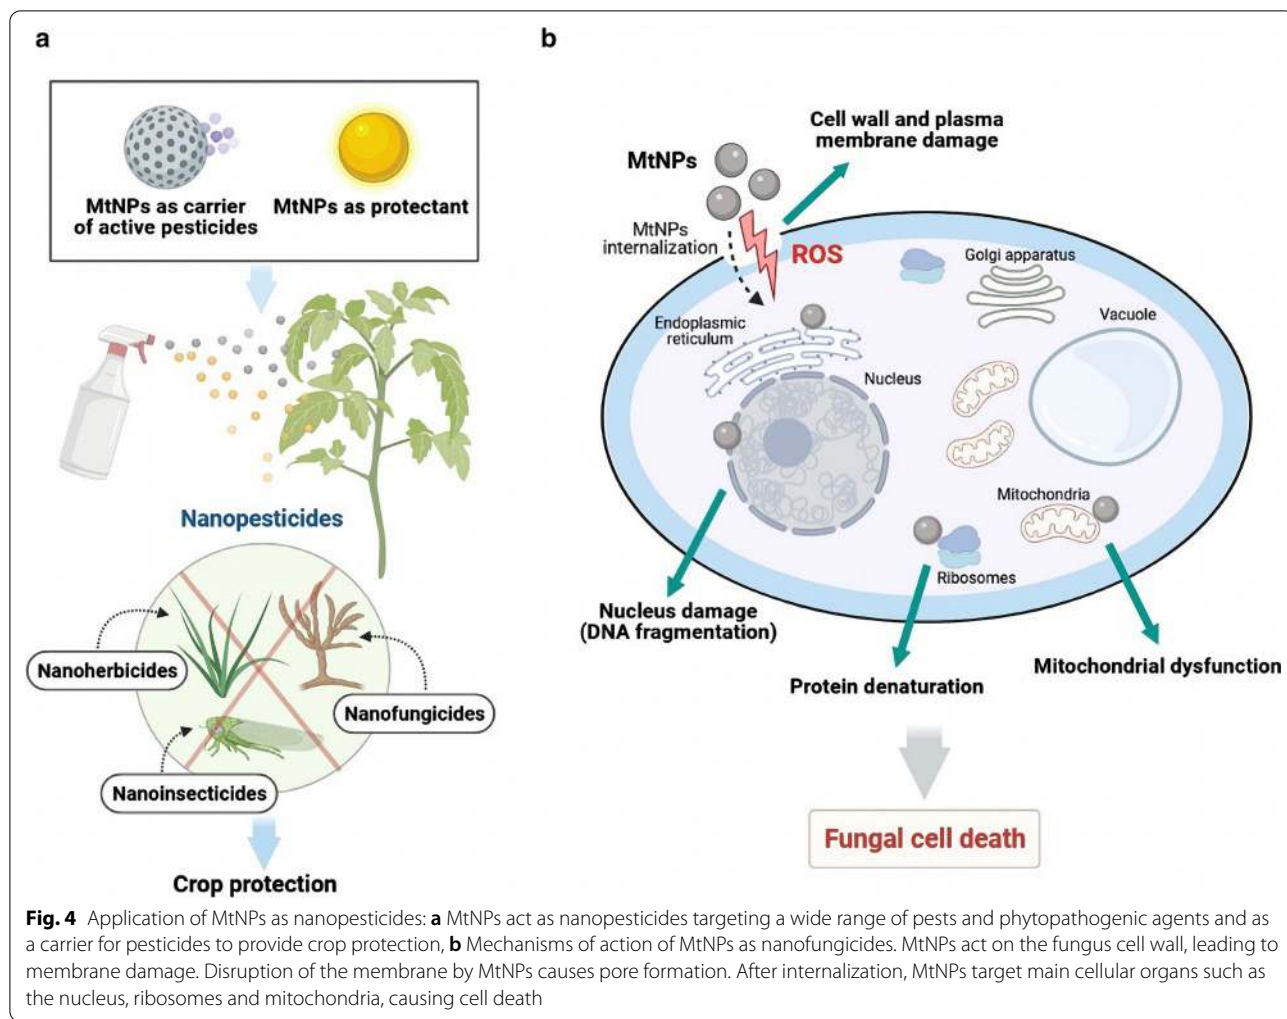 a
MtNPs as carrier
of active pesticides
MtNPs as protectant
Nanopesticides
Nanoherbicides
Nanofungicides
Nanoinsecticides
Crop protection
b
Cell wall and plasma
membrane damage
MtNPs
MtNPs
internalization
ROS
Golgi apparatus
Endoplasmic
reticulum
Vacuole
Nucleus
Mitochondria
Ribosomes
Nucleus damage
(DNA fragmentation)
Protein denaturation
Mitochondrial dysfunction
Fungal cell death
Fig. 4 Application of MtNPs as nanopesticides: a MtNPs act as nanopesticides targeting a wide range of pests and phytopathogenic agents and as
a carrier for pesticides to provide crop protection, b Mechanisms of action of MtNPs as nanofungicides. MtNPs act on the fungus cell wall, leading to
membrane damage. Disruption of the membrane by MtNPs causes pore formation. After internalization, MtNPs target main cellular organs such as
the nucleus, ribosomes and mitochondria, causing cell death